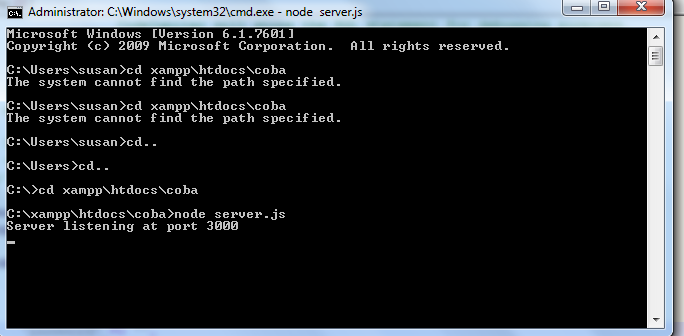 Administrator: C:\Windows\system32\cmd.exe - node server.js
Microsoft Windows [Version 6.1.7601]
Copyright (c) 2009 Microsoft Corporation.  All rights reserved.
C:\Users\susan>cd xampp\htdocs\coba
The system cannot find the path specified.
C:\Users\susan>cd xampp\htdocs\coba
The system cannot find the path specified.
C:\Users\susan>cd..
C:\Users>cd..
C:\>cd xampp\htdocs\coba
C:\xampp\htdocs\coba>node server.js
Server listening at port 3000